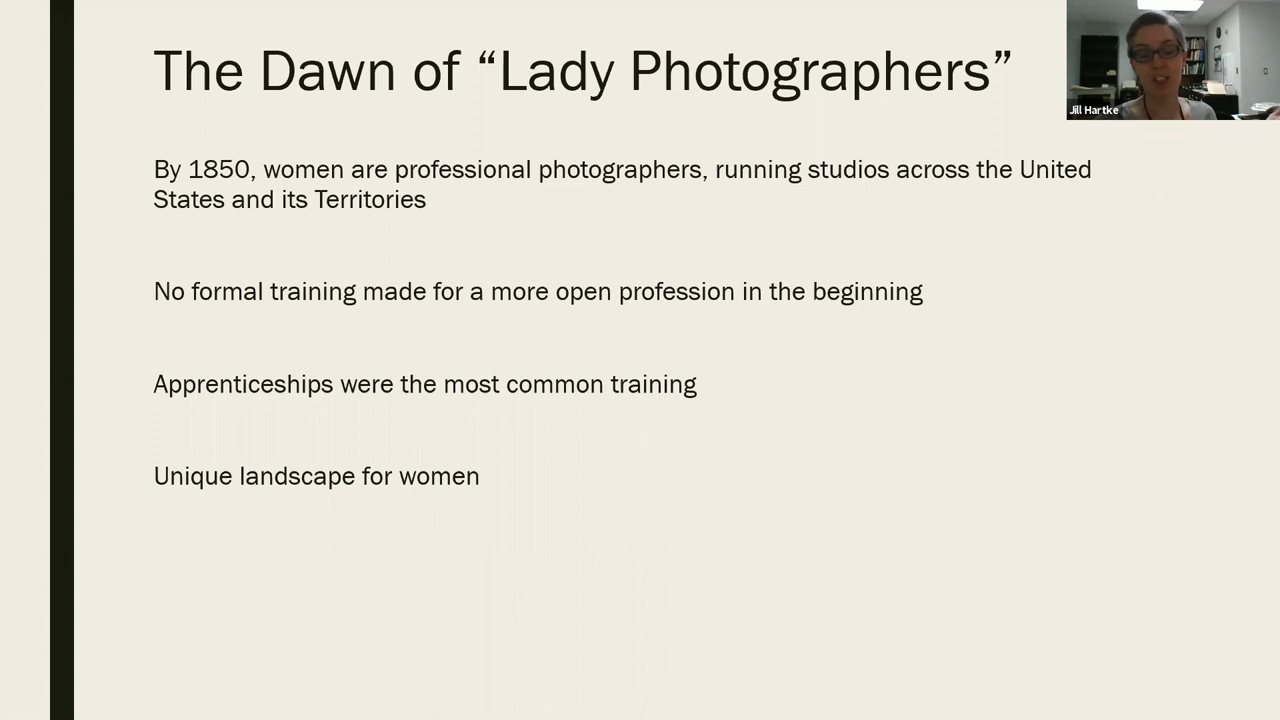 The Dawn of “Lady Photographers”
Jill Hartke
By 1850, women are professional photographers, running studios across the United
States and its Territories
No formal training made for a more open profession in the beginning
Apprenticeships were the most common training
Unique landscape for women